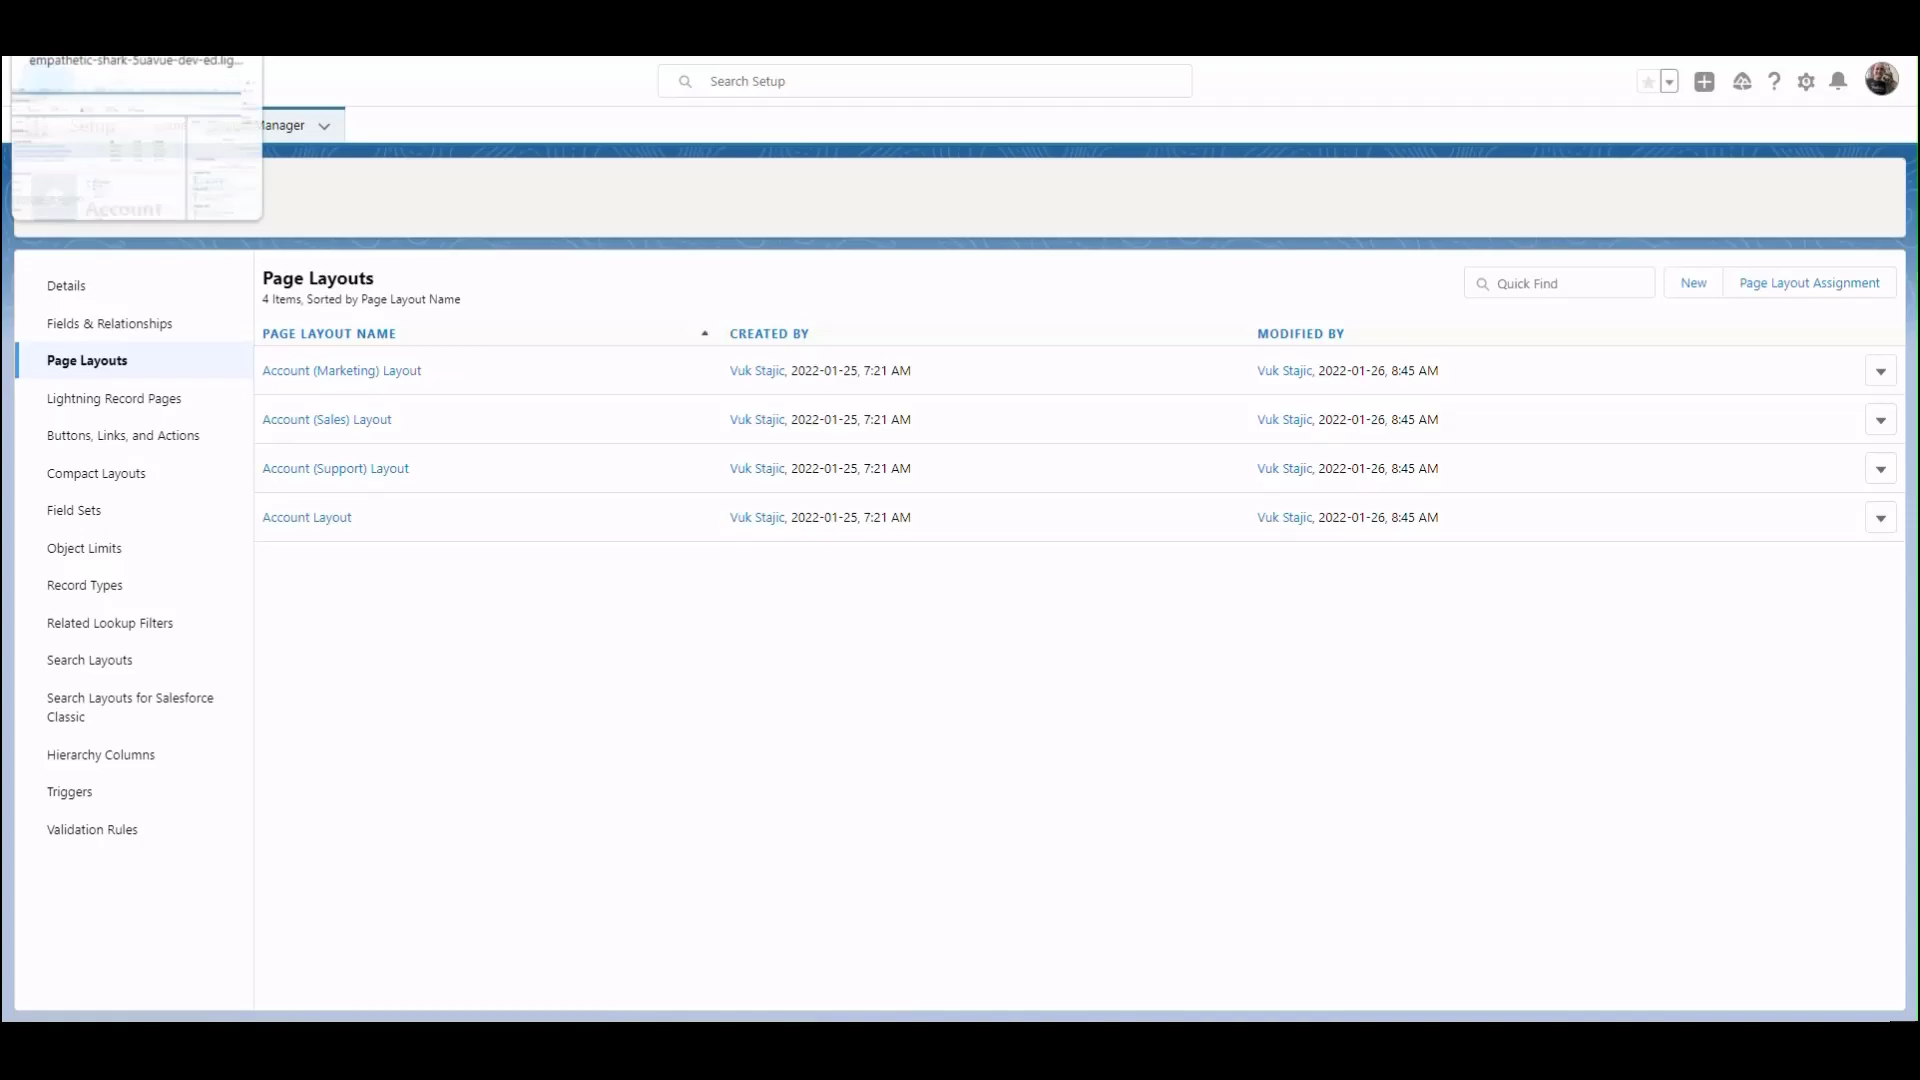 empathetic-shark-5uavue-dev-ed.lig...
Search Setup
Setup
Manager
Account
Details
Fields & Relationships
Page Layouts
Lightning Record Pages
Buttons, Links, and Actions
Compact Layouts
Field Sets
Object Limits
Record Types
Related Lookup Filters
Search Layouts
Search Layouts for Salesforce
Classic
Hierarchy Columns
Triggers
Validation Rules
Page Layouts
4 Items, Sorted by Page Layout Name
Quick Find
New
Page Layout Assignment
PAGE LAYOUT NAME CREATED BY MODIFIED BY
Account (Marketing) Layout Vuk Stajic, 2022-01-25, 7:21 AM Vuk Stajic, 2022-01-26, 8:45 AM
Account (Sales) Layout Vuk Stajic, 2022-01-25, 7:21 AM Vuk Stajic, 2022-01-26, 8:45 AM
Account (Support) Layout Vuk Stajic, 2022-01-25, 7:21 AM Vuk Stajic, 2022-01-26, 8:45 AM
Account Layout Vuk Stajic, 2022-01-25, 7:21 AM Vuk Stajic, 2022-01-26, 8:45 AM